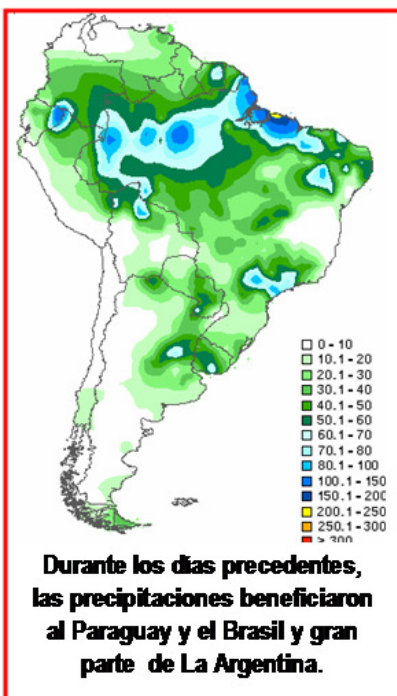 0 - 10
10.1 - 20
20.1 - 30
30.1 - 40
40.1 - 50
50.1 - 60
60.1 - 70
70.1 - 80
80.1 - 100
100.1 - 150
150.1 - 200
200.1 - 250
250.1 - 300
> 300
Durante los días precedentes,
las precipitaciones beneficiaron
al Paraguay y el Brasil y gran
parte de La Argentina.